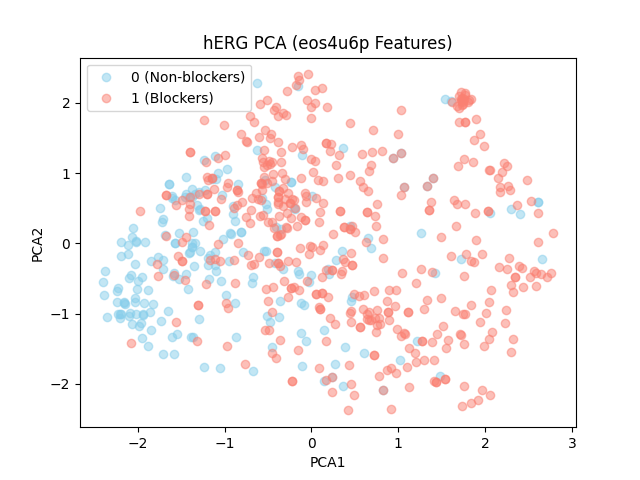 hERG PCA (eos4u6p Features)
0 (Non-blockers)
1 (Blockers)
PCA2
2
1
0
−1
−2
−2 −1 0 1 2 3
PCA1